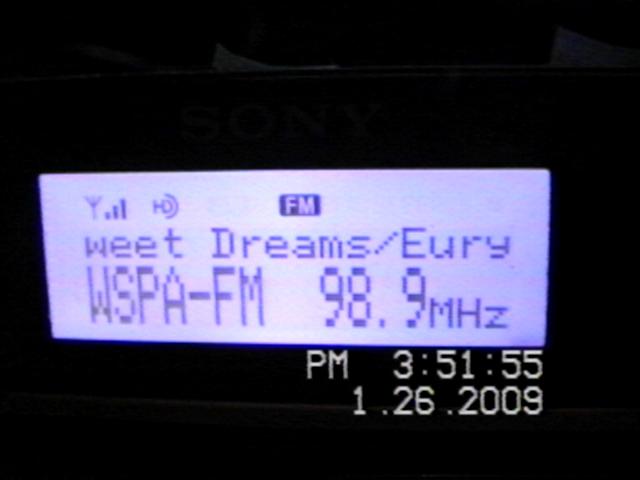 SONY
FM
weet Dreams/Eury
WSPA-FM 98.9MHz
PM 3:51:55
1.26.2009